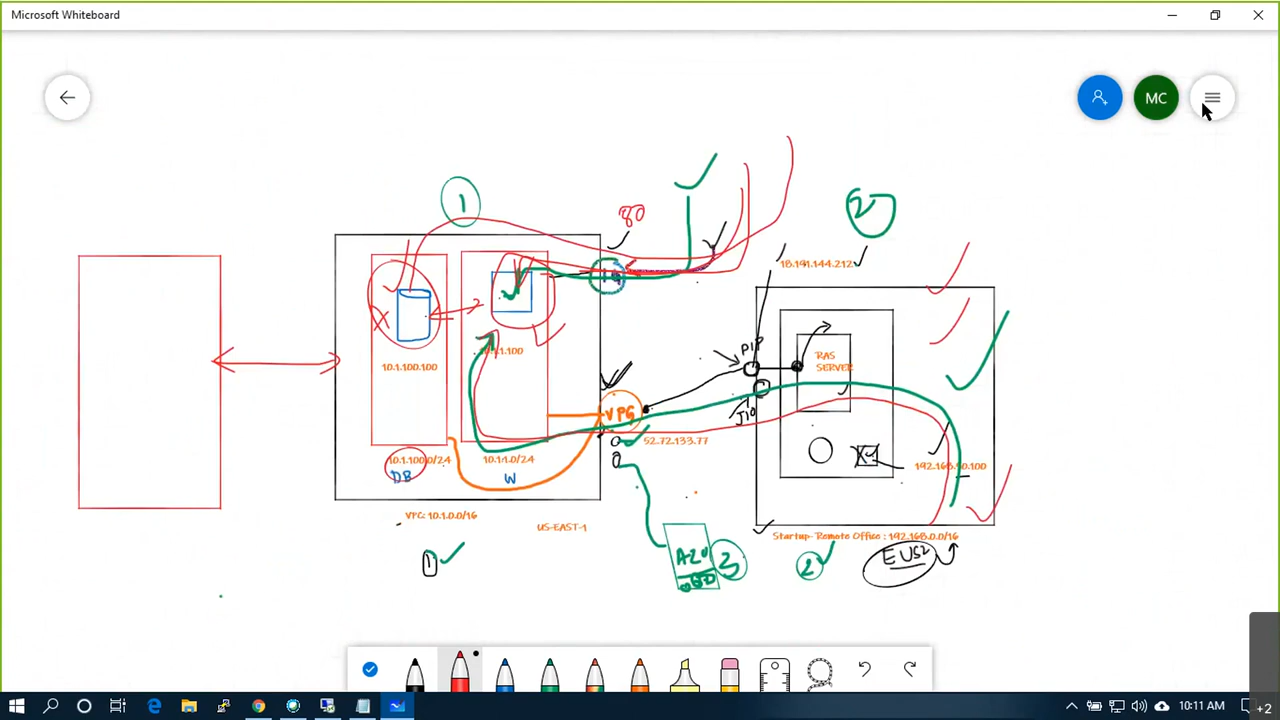 Microsoft Whiteboard
MC
1
80
2
18.191.144.212
PIP
RAS
SERVER
10.1.1.100
10.1.100.100
VPG
JIO
52.72.133.77
10.1.100.0/24
DB
10.1.1.0/24
W
192.168.50.100
VPC: 10.1.0.0/16
US-EAST-1
Startup-Remote Office : 192.168.0.0/16
1
3
2
EUS2
10:11 AM
+2